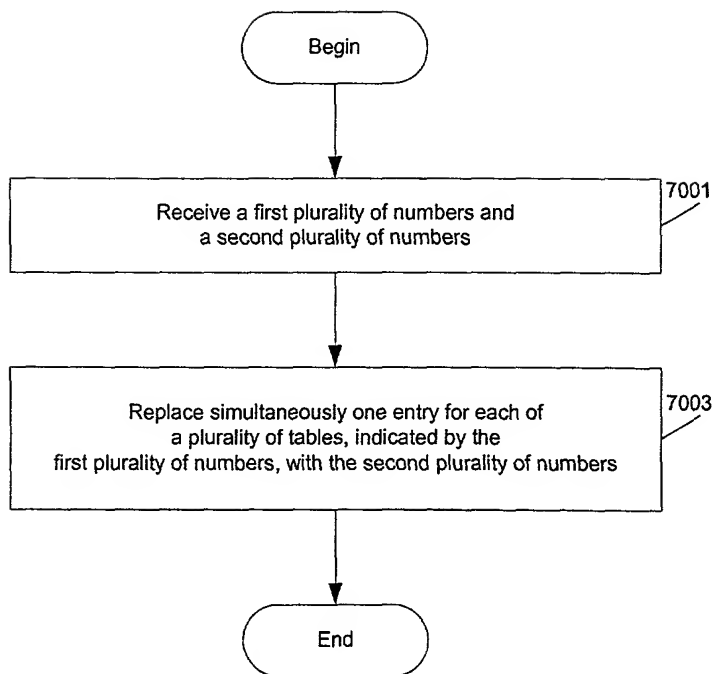 Begin
7001
Receive a first plurality of numbers and
a second plurality of numbers
7003
Replace simultaneously one entry for each of
a plurality of tables, indicated by the
first plurality of numbers, with the second plurality of numbers
End